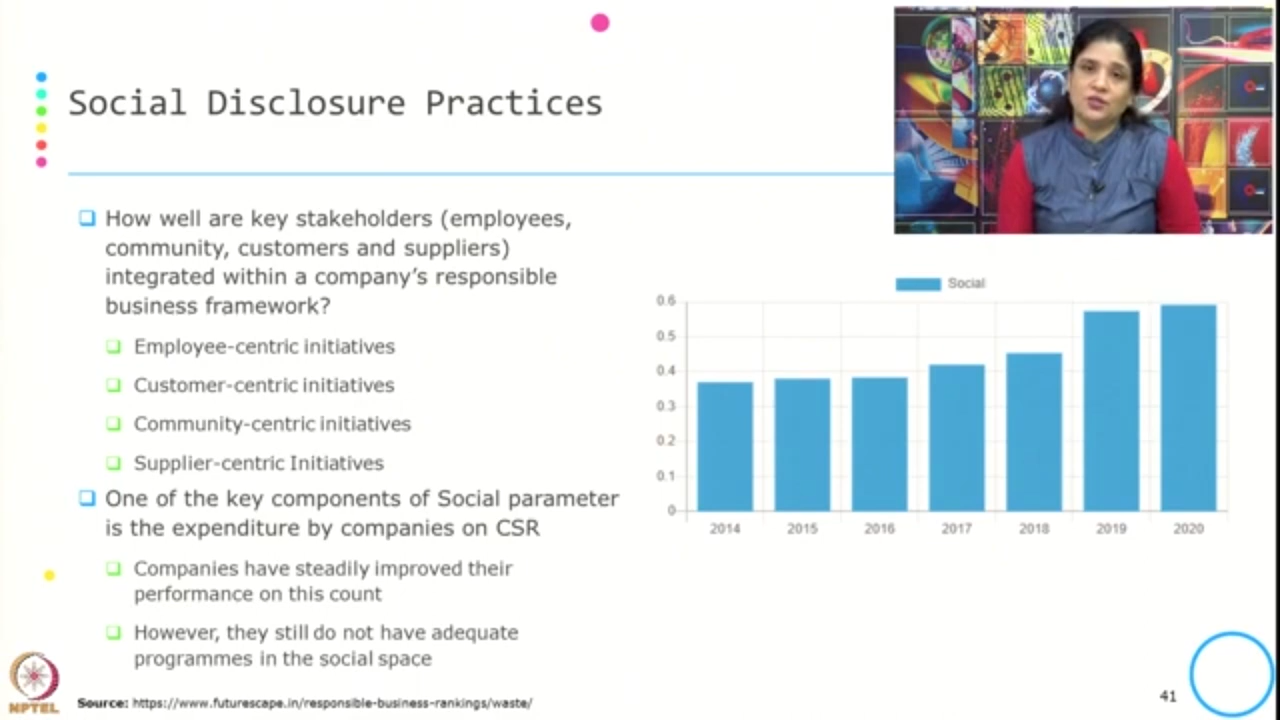 Social Disclosure Practices
How well are key stakeholders (employees,
community, customers and suppliers)
integrated within a company's responsible
business framework?
Employee-centric initiatives
Customer-centric initiatives
Community-centric initiatives
Supplier-centric Initiatives
One of the key components of Social parameter
is the expenditure by companies on CSR
Companies have steadily improved their
performance on this count
However, they still do not have adequate
programmes in the social space
Social
0.6
0.5
0.4
0.3
0.2
0.1
0
2014 2015 2016 2017 2018 2019 2020
NPTEL
Source: https://www.futurescape.in/responsible-business-rankings/waste/
41